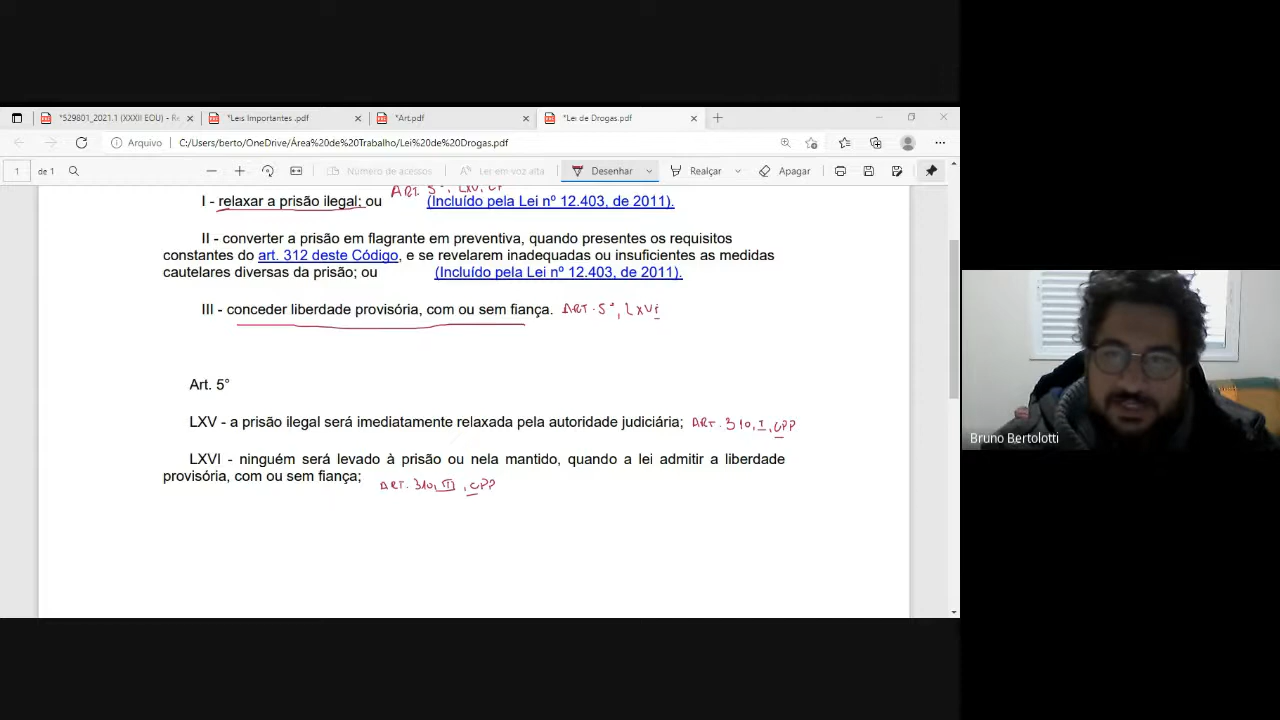 *529801_2021.1 (XXXII EOU) - Re
*Leis Importantes .pdf
*Art.pdf
*Lei de Drogas.pdf
Arquivo C:/Users/berto/OneDrive/Área%20de%20Trabalho/Lei%20de%20Drogas.pdf
1 de 1 Número de acessos Ler em voz alta Desenhar Realçar Apagar
ART. 5°, LXV, CF
I - relaxar a prisão ilegal; ou (Incluído pela Lei nº 12.403, de 2011).
II - converter a prisão em flagrante em preventiva, quando presentes os requisitos
constantes do art. 312 deste Código, e se revelarem inadequadas ou insuficientes as medidas
cautelares diversas da prisão; ou (Incluído pela Lei nº 12.403, de 2011).
III - conceder liberdade provisória, com ou sem fiança. ART. 5°, LXVI
Art. 5°
LXV - a prisão ilegal será imediatamente relaxada pela autoridade judiciária; ART. 310, I, CPP
LXVI - ninguém será levado à prisão ou nela mantido, quando a lei admitir a liberdade
provisória, com ou sem fiança; ART. 310, III, CPP
Bruno Bertolotti